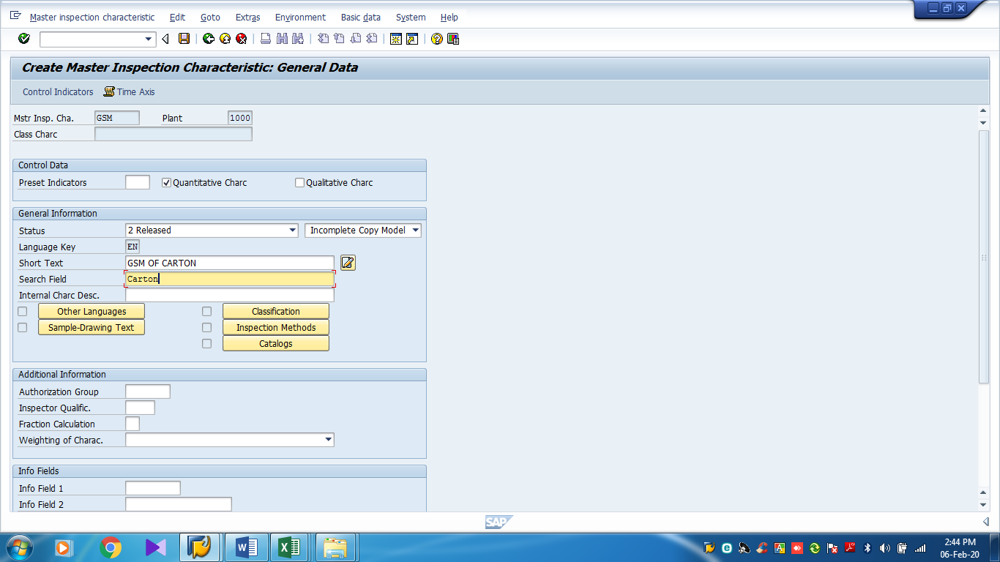 Master inspection characteristic Edit Goto Extras Environment Basic data System Help
Create Master Inspection Characteristic: General Data
Control Indicators Time Axis
Mstr Insp. Cha. GSM Plant 1000
Class Charc
Control Data
Preset Indicators Quantitative Charc Qualitative Charc
General Information
Status 2 Released Incomplete Copy Model
Language Key EN
Short Text GSM OF CARTON
Search Field Carton
Internal Charc Desc.
Other Languages Classification
Sample-Drawing Text Inspection Methods
Catalogs
Additional Information
Authorization Group
Inspector Qualific.
Fraction Calculation
Weighting of Charac.
Info Fields
Info Field 1
Info Field 2
SAP
2:44 PM
06-Feb-20